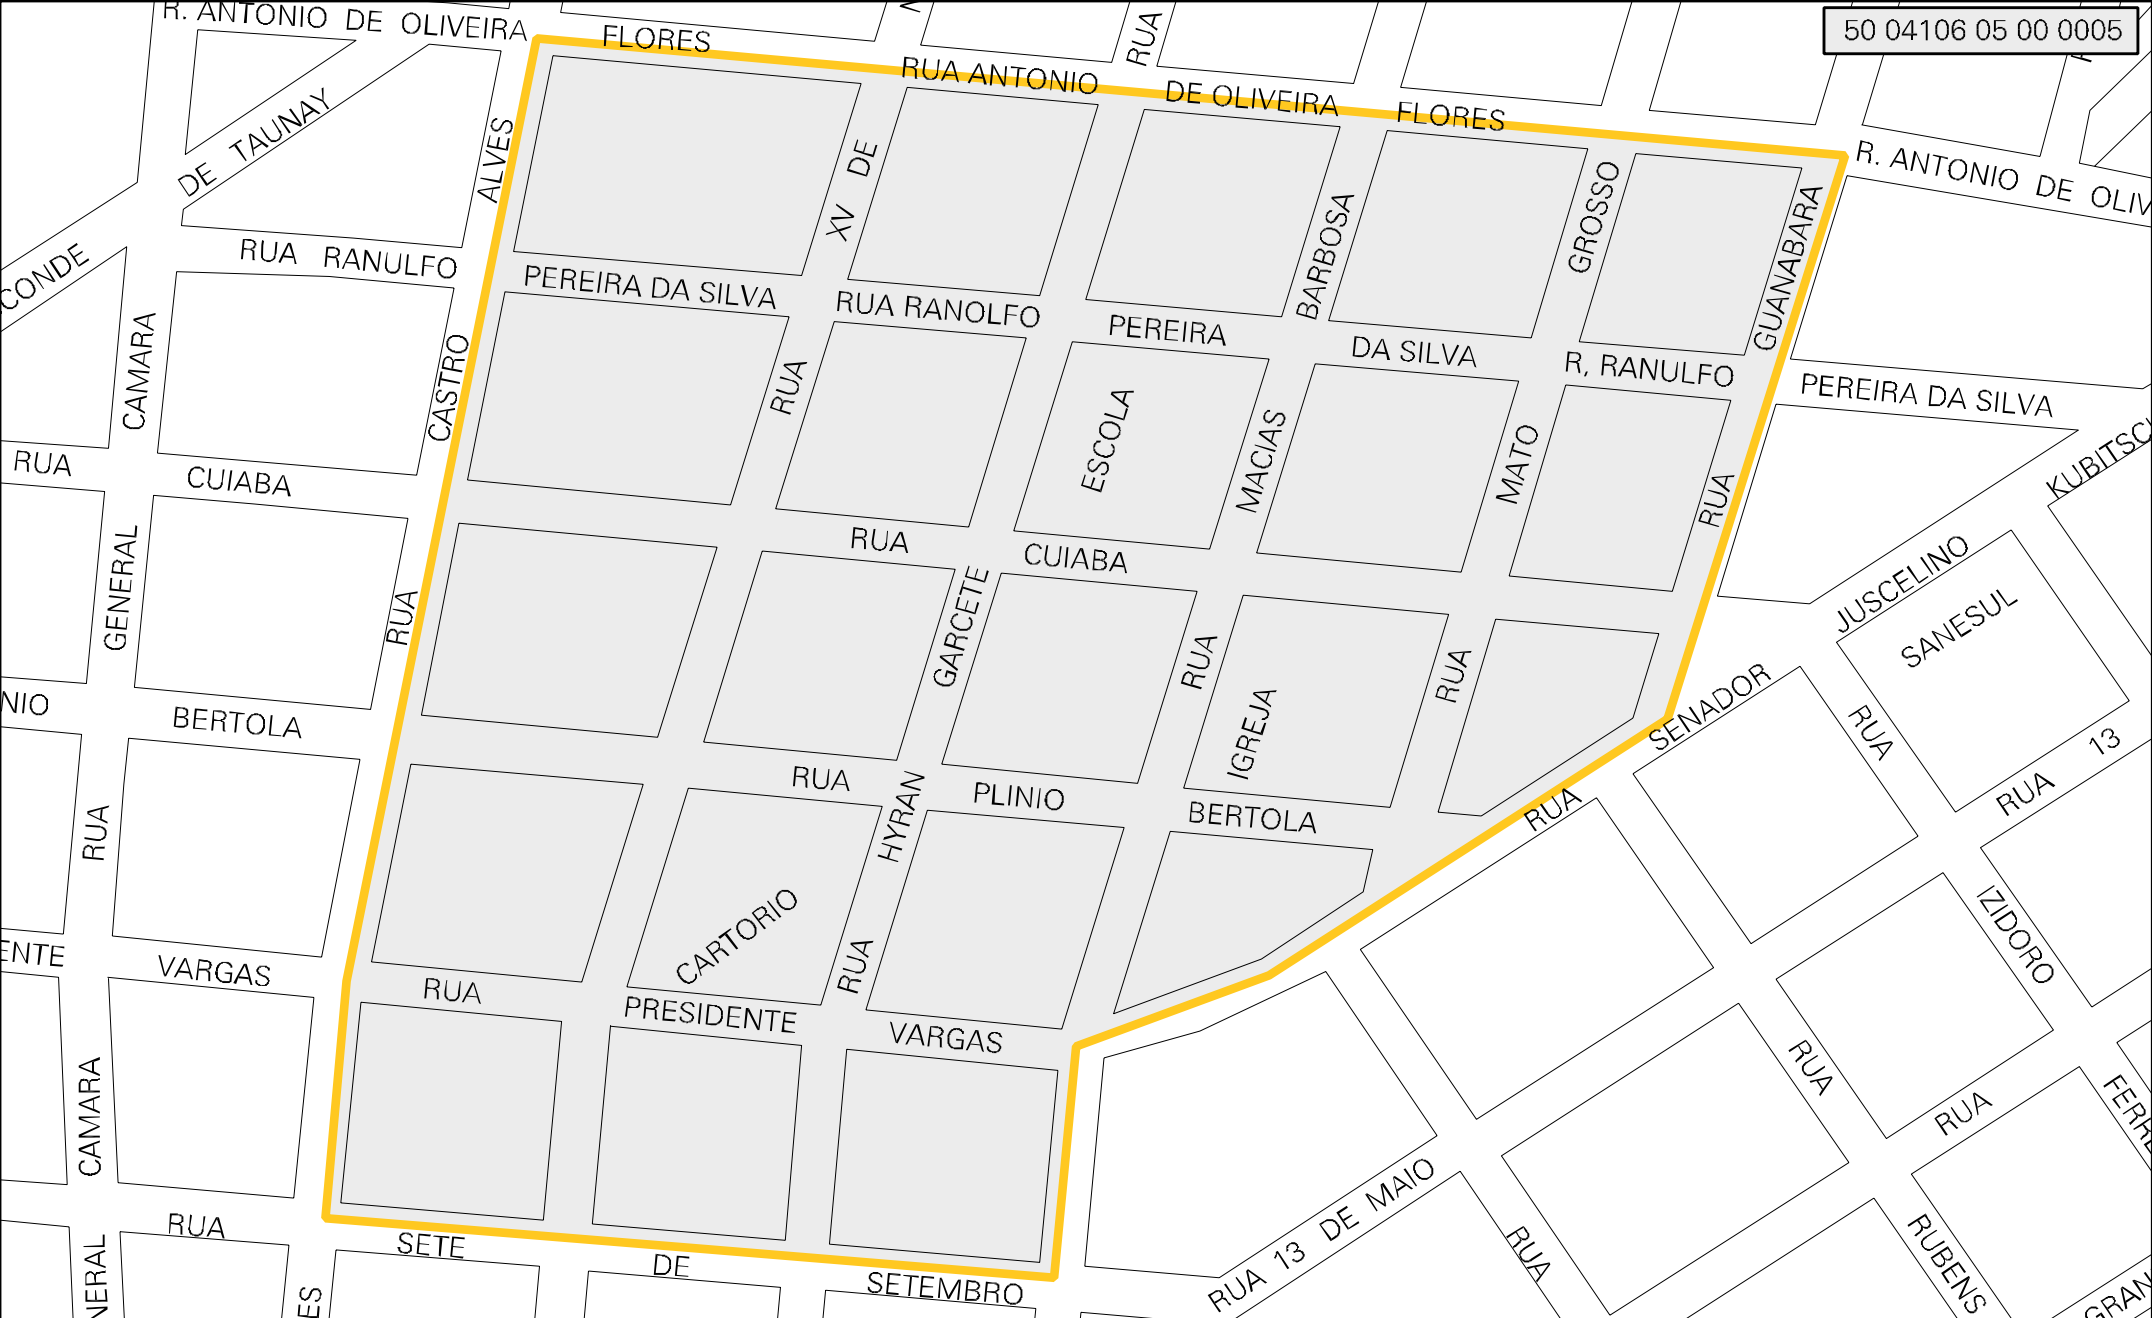 50 04106 05 00 0005
R. ANTONIO DE OLIVEIRA
FLORES
RUA ANTONIO
DE OLIVEIRA
FLORES
RUA
R. ANTONIO DE OLIV
DE TAUNAY
CONDE
ALVES
CASTRO
RUA
XV DE
RUA
BARBOSA
MACIAS
RUA
GROSSO
MATO
RUA
GUANABARA
RUA
RUA RANULFO
PEREIRA DA SILVA
RUA RANOLFO
PEREIRA
DA SILVA
R, RANULFO
PEREIRA DA SILVA
CAMARA
GENERAL
RUA
CAMARA
NERAL
ESCOLA
RUA
CUIABA
RUA
CUIABA
KUBITSC
JUSCELINO
SENADOR
RUA
SANESUL
GARCETE
HYRAN
RUA
IGREJA
NIO
BERTOLA
RUA
PLINIO
BERTOLA
RUA
IZIDORO
RUA 13
CARTORIO
ENTE
VARGAS
RUA
PRESIDENTE
VARGAS
RUA
RUBENS
RUA
FERRE
RUA
RUA 13 DE MAIO
RUA
SETE
DE
SETEMBRO
ES
GRAN